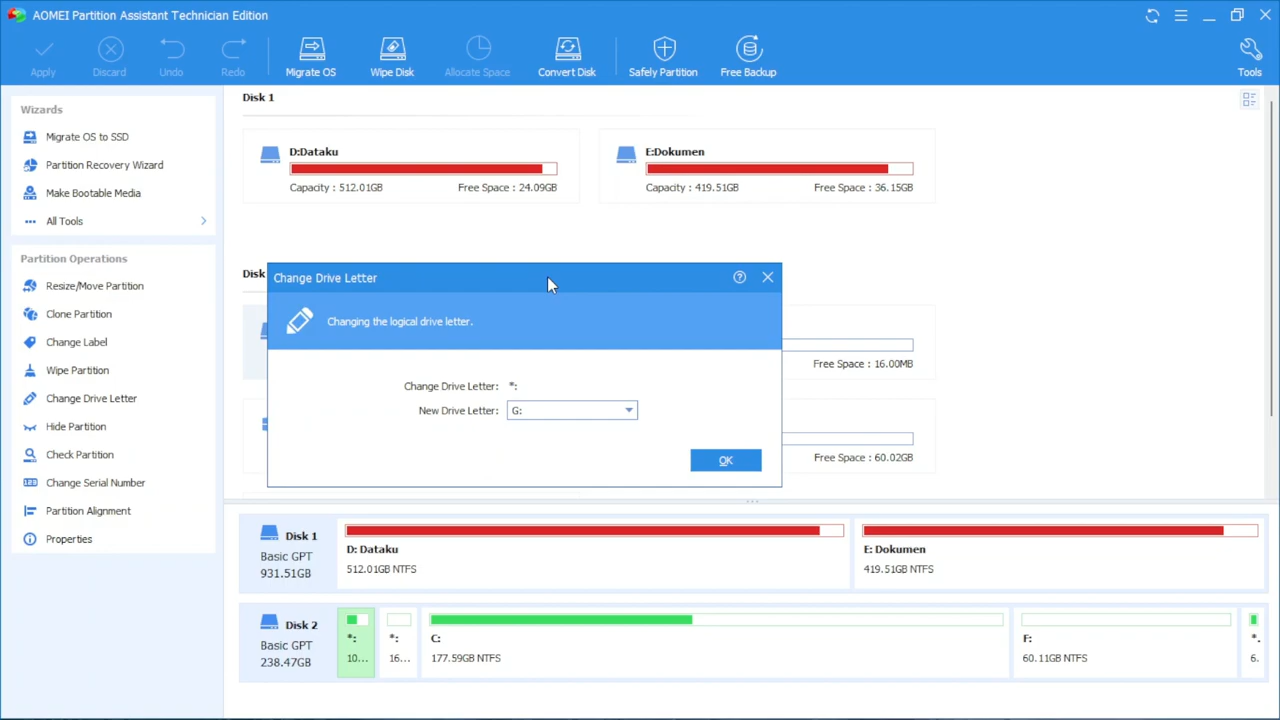 AOMEI Partition Assistant Technician Edition
Apply Discard Undo Redo Migrate OS Wipe Disk Allocate Space Convert Disk Safely Partition Free Backup Tools
Wizards
Migrate OS to SSD
Partition Recovery Wizard
Make Bootable Media
All Tools
Partition Operations
Resize/Move Partition
Clone Partition
Change Label
Wipe Partition
Change Drive Letter
Hide Partition
Check Partition
Change Serial Number
Partition Alignment
Properties
Disk 1
D:Dataku
Capacity : 512.01GB Free Space : 24.09GB
E:Dokumen
Capacity : 419.51GB Free Space : 36.15GB
Disk
Free Space : 16.00MB
Free Space : 60.02GB
Change Drive Letter
Changing the logical drive letter.
Change Drive Letter: *:
New Drive Letter: G:
OK
Disk 1
Basic GPT
931.51GB
D: Dataku
512.01GB NTFS
E: Dokumen
419.51GB NTFS
Disk 2
Basic GPT
238.47GB
*:
10...
*:
16...
C:
177.59GB NTFS
F:
60.11GB NTFS
*.
6.